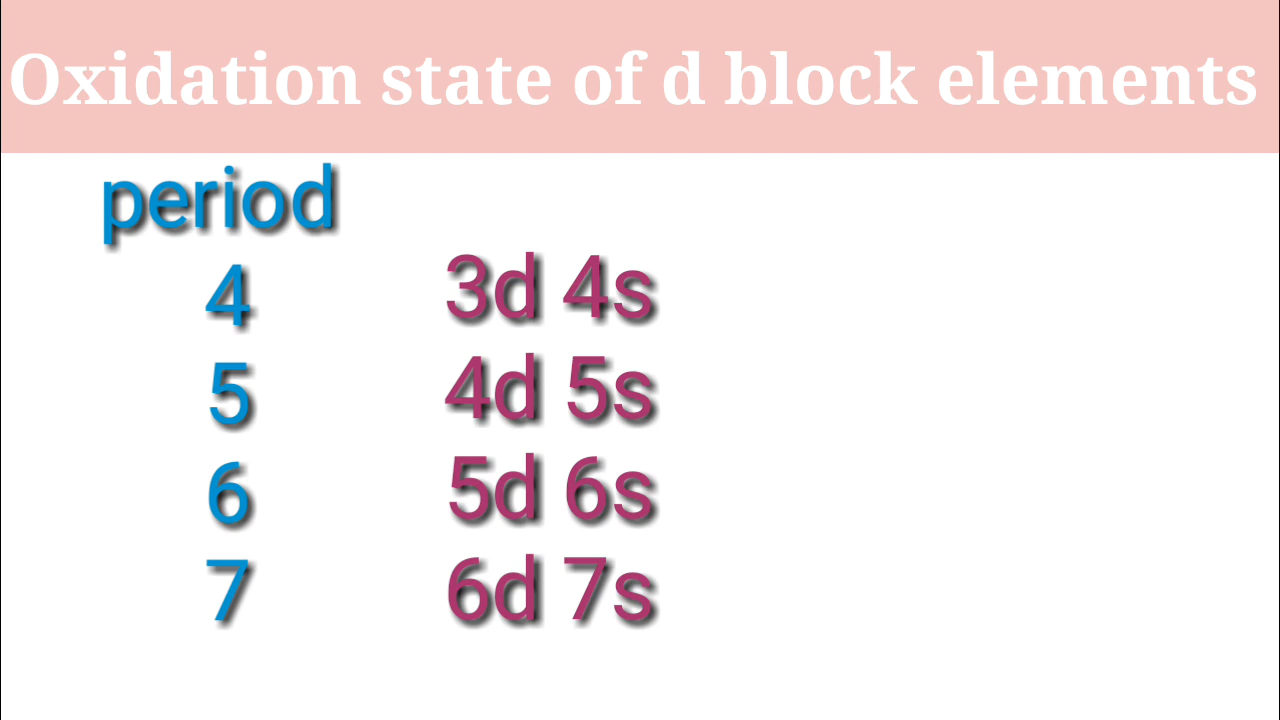 Oxidation state of d block elements
period
4 3d 4s
5 4d 5s
6 5d 6s
7 6d 7s